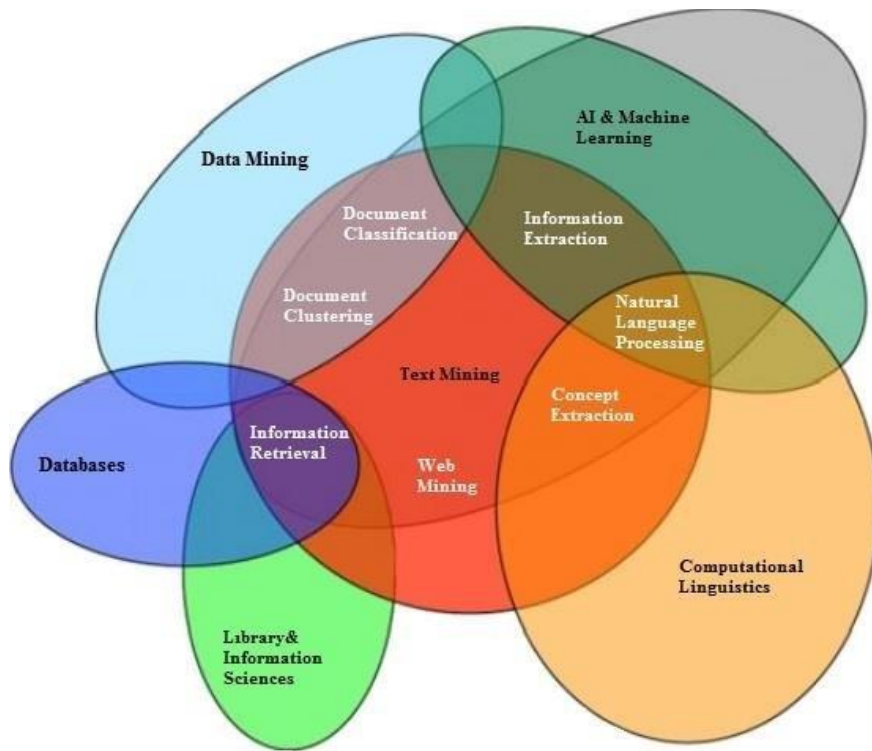 AI & Machine
Learning
Data Mining
Document
Classification
Information
Extraction
Document
Clustering
Natural
Language
Processing
Text Mining
Concept
Extraction
Information
Retrieval
Databases
Web
Mining
Computational
Linguistics
Library&
Information
Sciences